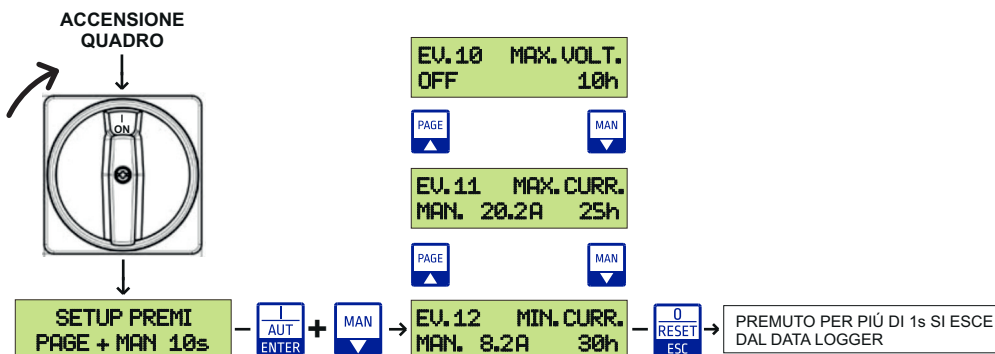 ACCENSIONE
QUADRO
I
ON
SETUP PREMI
PAGE + MAN 10s
I
AUT
ENTER
+
MAN
EV.10 MAX.VOLT.
OFF 10h
PAGE
MAN
EV.11 MAX.CURR.
MAN. 20.2A 25h
PAGE
MAN
EV.12 MIN.CURR.
MAN. 8.2A 30h
0
RESET
ESC
PREMUTO PER PIÚ DI 1s SI ESCE
DAL DATA LOGGER